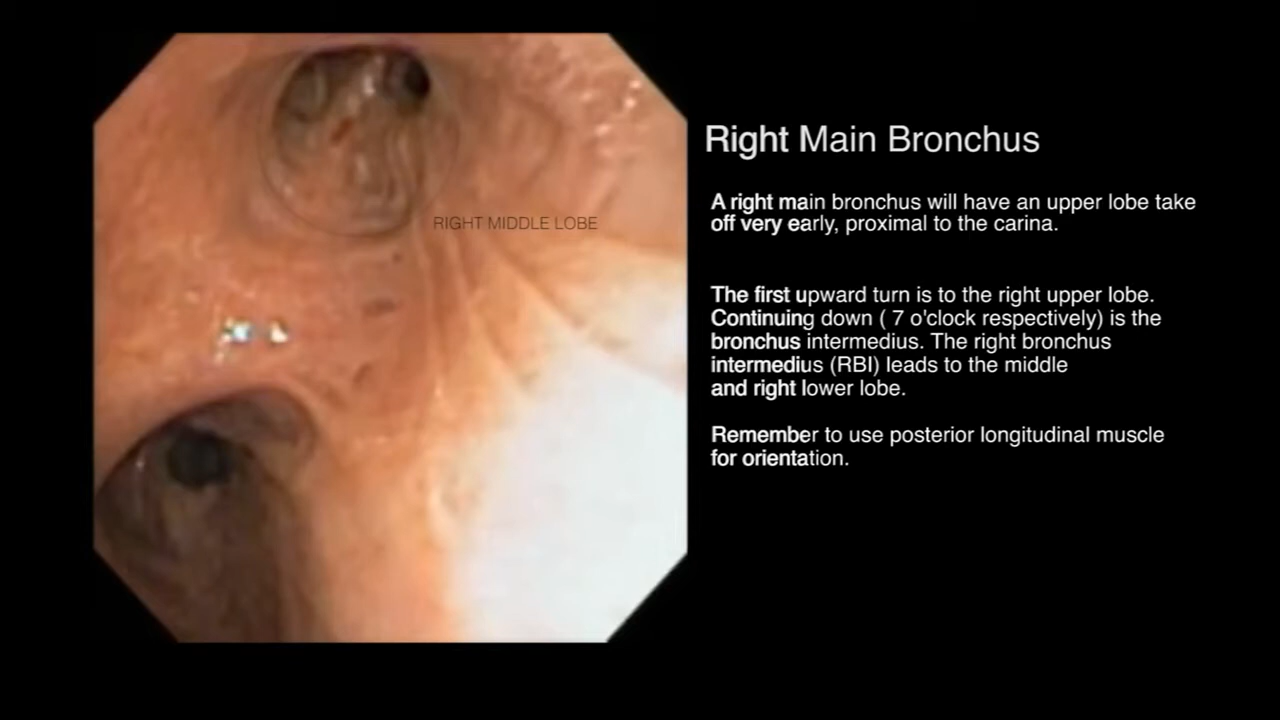 Right Main Bronchus
A right main bronchus will have an upper lobe take
off very early, proximal to the carina.
The first upward turn is to the right upper lobe.
Continuing down ( 7 o'clock respectively) is the
bronchus intermedius. The right bronchus
intermedius (RBI) leads to the middle
and right lower lobe.
Remember to use posterior longitudinal muscle
for orientation.
RIGHT MIDDLE LOBE